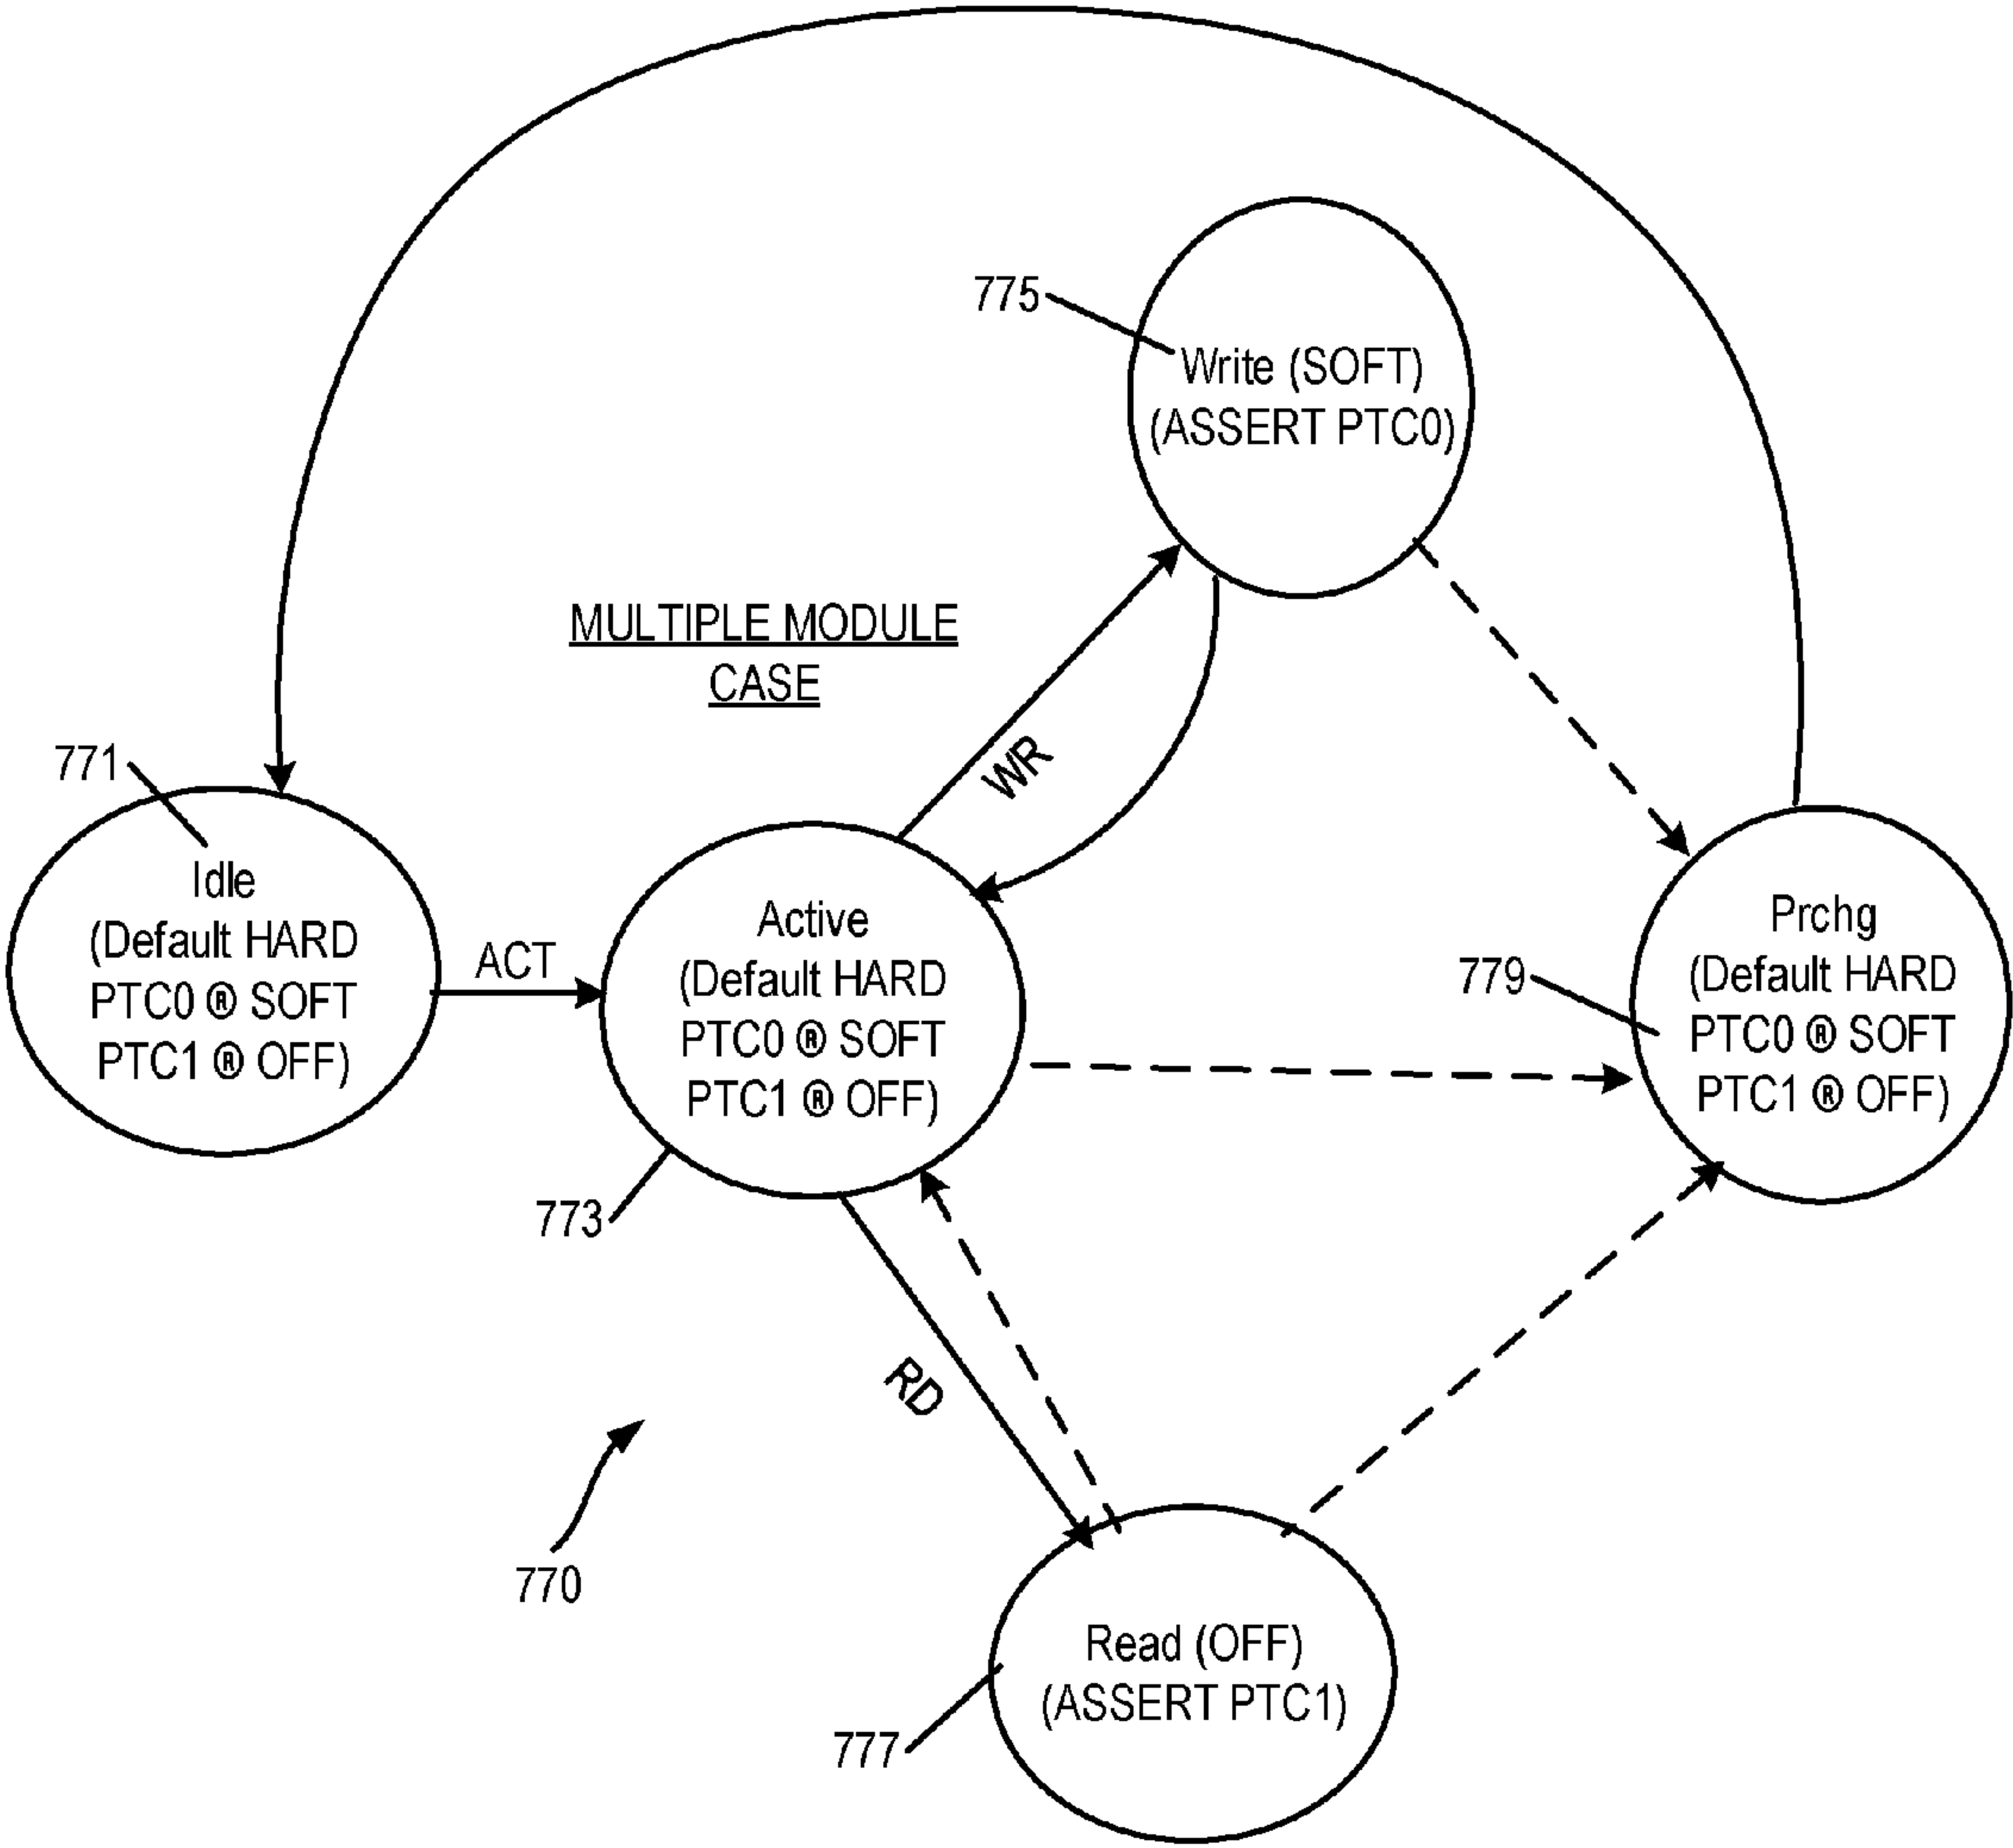 775
Write (SOFT)
(ASSERT PTC0)
MULTIPLE MODULE
CASE
WR
771
Idle
(Default HARD
PTC0 ® SOFT
PTC1 ® OFF)
ACT
Active
(Default HARD
PTC0 ® SOFT
PTC1 ® OFF)
773
779
Prchg
(Default HARD
PTC0 ® SOFT
PTC1 ® OFF)
RD
770
Read (OFF)
(ASSERT PTC1)
777